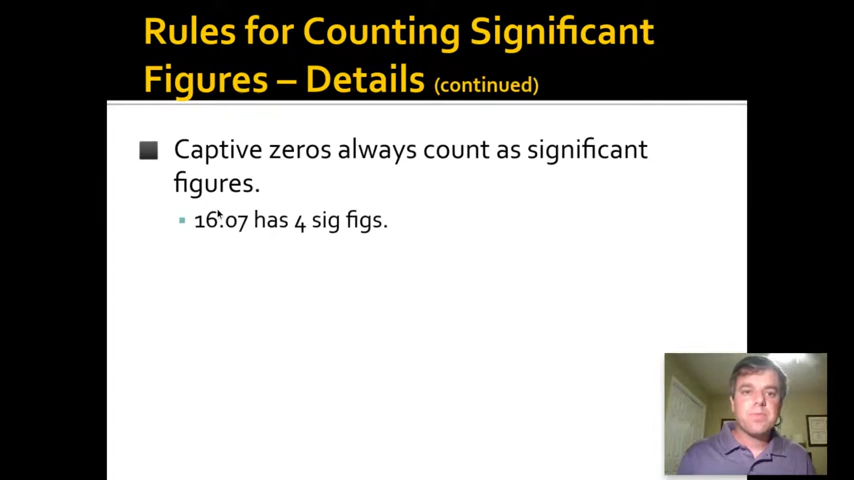 Rules for Counting Significant
Figures – Details (continued)
Captive zeros always count as significant
figures.
16.07 has 4 sig figs.